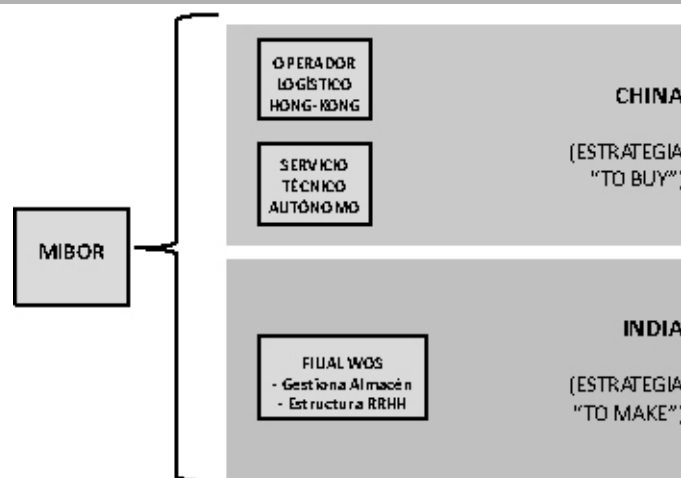 OPERADOR
LOGÍSTICO
HONG-KONG
CHINA
(ESTRATEGIA
"TO BUY")
SERVICIO
TÉCNICO
AUTÓNOMO
MIBOR
INDIA
FILIAL WOS
- Gestiona Almacén
- Estructura RRHH
(ESTRATEGIA
"TO MAKE")